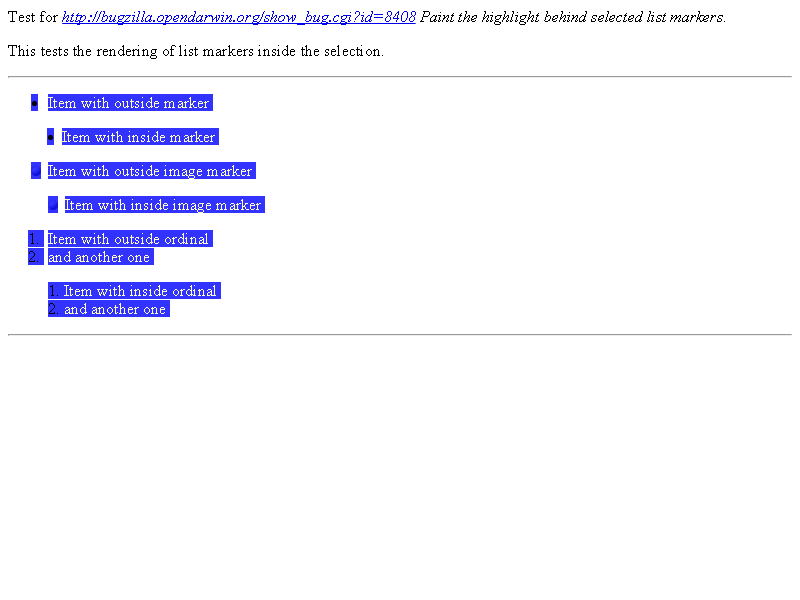 Test for http://bugzilla.opendarwin.org/show_bug.cgi?id=8408 Paint the highlight behind selected list markers.
This tests the rendering of list markers inside the selection.
• Item with outside marker
• Item with inside marker
Item with outside image marker
Item with inside image marker
1. Item with outside ordinal
2. and another one
1. Item with inside ordinal
2. and another one